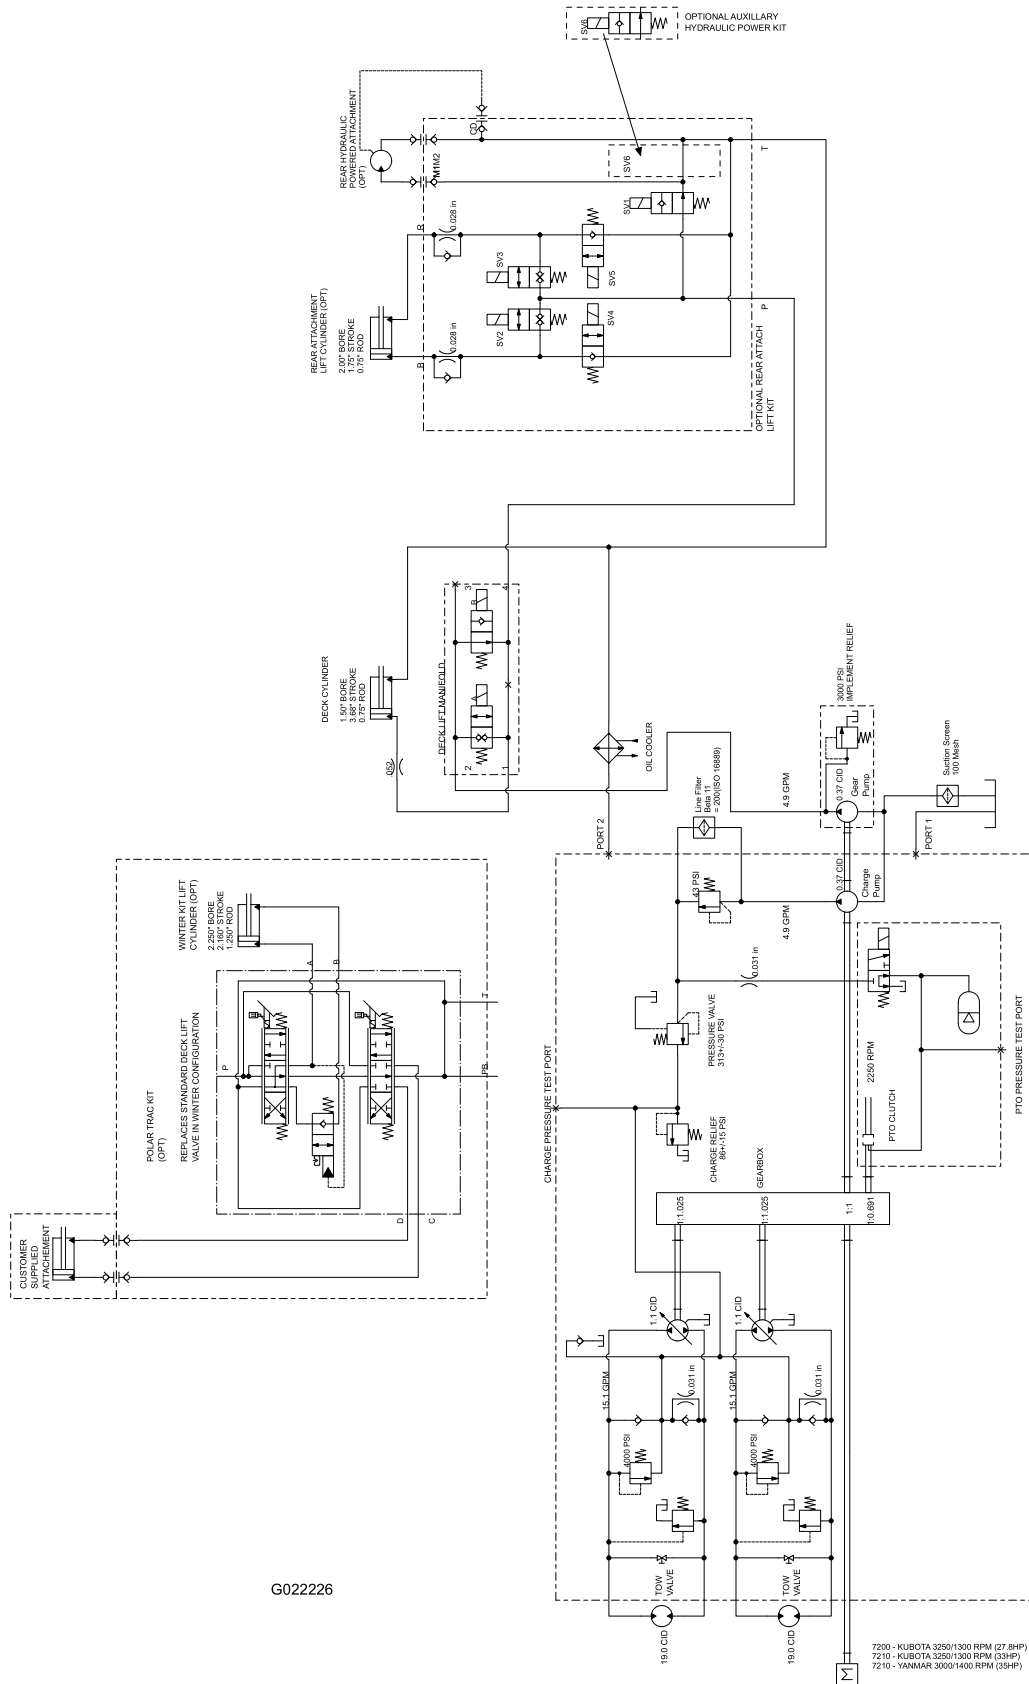 SV6
OPTIONAL AUXILLARY
HYDRAULIC POWER KIT
REAR HYDRAULIC
POWERED ATTACHMENT
(OPT)
CD
M1M2
SV6
T
SV1
R
0.028 in
SV3
SV5
REAR ATTACHMENT
LIFT CYLINDER (OPT)
2.00" BORE
1.75" STROKE
0.75" ROD
B
0.028 in
SV2
SV4
P
OPTIONAL REAR ATTACH
LIFT KIT
DECK CYLINDER
1.50" BORE
3.68" STROKE
0.75" ROD
.052
DECK LIFT MANIFOLD
3
B
4
A
2
1
OIL COOLER
3000 PSI
IMPLEMENT RELIEF
4.9 GPM
0.37 CID
Gear
Pump
Suction Screen
100 Mesh
Line Filter
Beta 11
= 200(ISO 16889)
PORT 2
PORT 1
43 PSI
4.9 GPM
0.37 CID
Charge
Pump
WINTER KIT LIFT
CYLINDER (OPT)
2.250" BORE
2.160" STROKE
1.250" ROD
A
B
POLAR TRAC KIT
(OPT)
REPLACES STANDARD DECK LIFT
VALVE IN WINTER CONFIGURATION
P
T
PB
D
C
CUSTOMER
SUPPLIED
ATTACHEMENT
0.031 in
PRESSURE VALVE
313+/-30 PSI
CHARGE PRESSURE TEST PORT
CHARGE RELIEF
86+/-15 PSI
2250 RPM
PTO CLUTCH
PTO PRESSURE TEST PORT
GEARBOX
1:1.025
1:1.025
1:1
1:0.691
1.1 CID
1.1 CID
15.1 GPM
0.031 in
15.1 GPM
0.031 in
4000 PSI
4000 PSI
TOW
VALVE
TOW
VALVE
19.0 CID
19.0 CID
M
G022226
7200 - KUBOTA 3250/1300 RPM (27.8HP)
7210 - KUBOTA 3250/1300 RPM (33HP)
7210 - YANMAR 3000/1400 RPM (35HP)